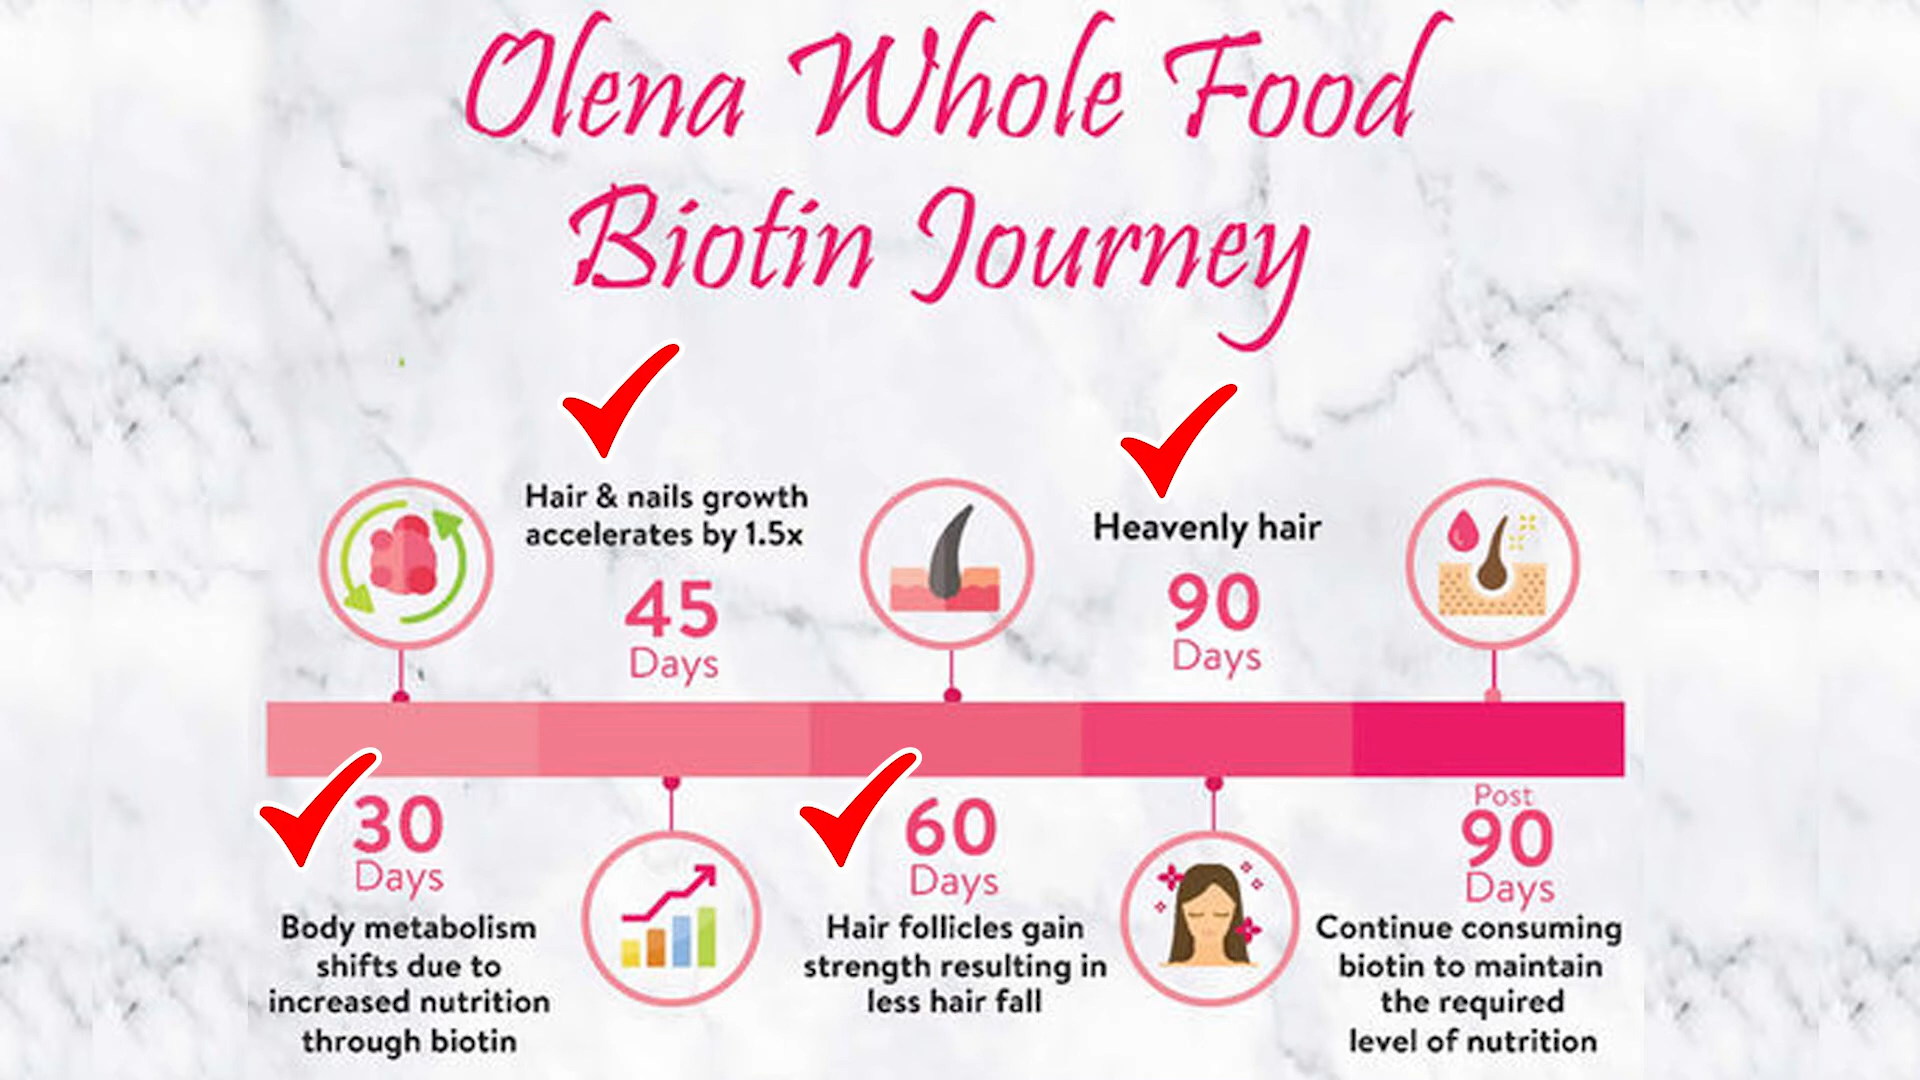 Olena Whole Food
Biotin Journey
Hair & nails growth
accelerates by 1.5x
45
Days
Heavenly hair
90
Days
30
Days
Body metabolism
shifts due to
increased nutrition
through biotin
60
Days
Hair follicles gain
strength resulting in
less hair fall
Post
90
Days
Continue consuming
biotin to maintain
the required
level of nutrition